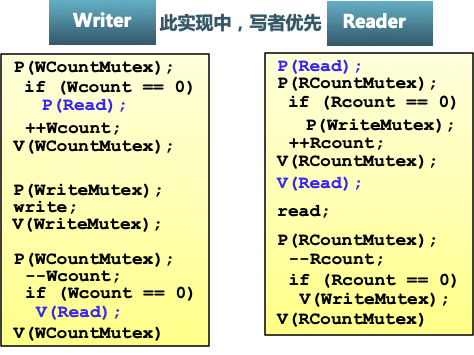 Writer 此实现中，写者优先 Reader
P(WCountMutex);
if (Wcount == 0)
P(Read);
++Wcount;
V(WCountMutex);
P(WriteMutex);
write;
V(WriteMutex);
P(WCountMutex);
--Wcount;
if (Wcount == 0)
V(Read);
V(WCountMutex)
P(Read);
P(RCountMutex);
if (Rcount == 0)
P(WriteMutex);
++Rcount;
V(RCountMutex);
V(Read);
read;
P(RCountMutex);
--Rcount;
if (Rcount == 0)
V(WriteMutex);
V(RCountMutex)